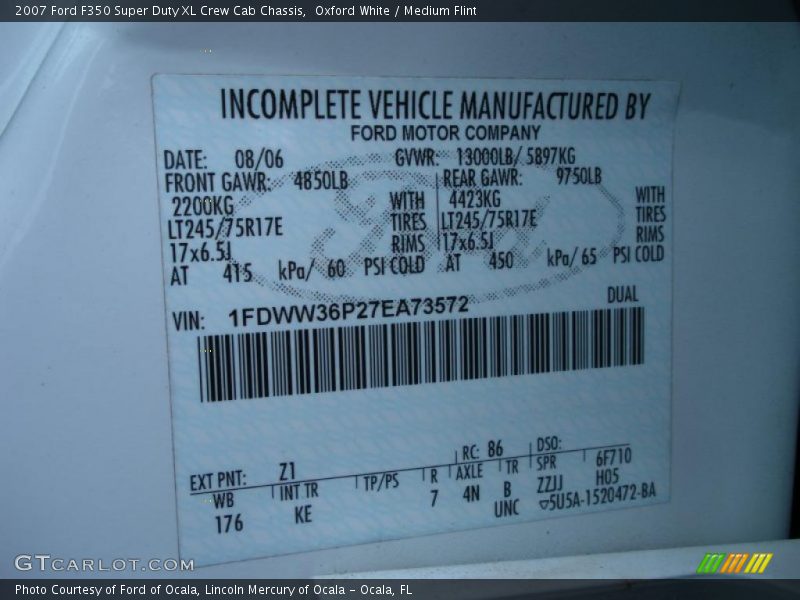 2007 Ford F350 Super Duty XL Crew Cab Chassis,  Oxford White / Medium Flint
INCOMPLETE VEHICLE MANUFACTURED BY
FORD MOTOR COMPANY
DATE: 08/06 GVWR: 13000LB/ 5897KG
FRONT GAWR: 4850LB REAR GAWR: 9750LB
2200KG WITH 4423KG WITH
LT245/75R17E TIRES LT245/75R17E TIRES
17x6.5J RIMS 17x6.5J RIMS
AT 415 kPa/ 60 PSI COLD AT 450 kPa/ 65 PSI COLD
VIN: 1FDWW36P27EA73572 DUAL
EXT PNT: Z1 RC: 86 DSO:
WB INT TR TP/PS R AXLE TR SPR 6F710
176 KE 7 4N B ZZJJ H05
UNC ▽5U5A-1520472-BA
GTCARLOT.COM
Photo Courtesy of Ford of Ocala, Lincoln Mercury of Ocala – Ocala, FL